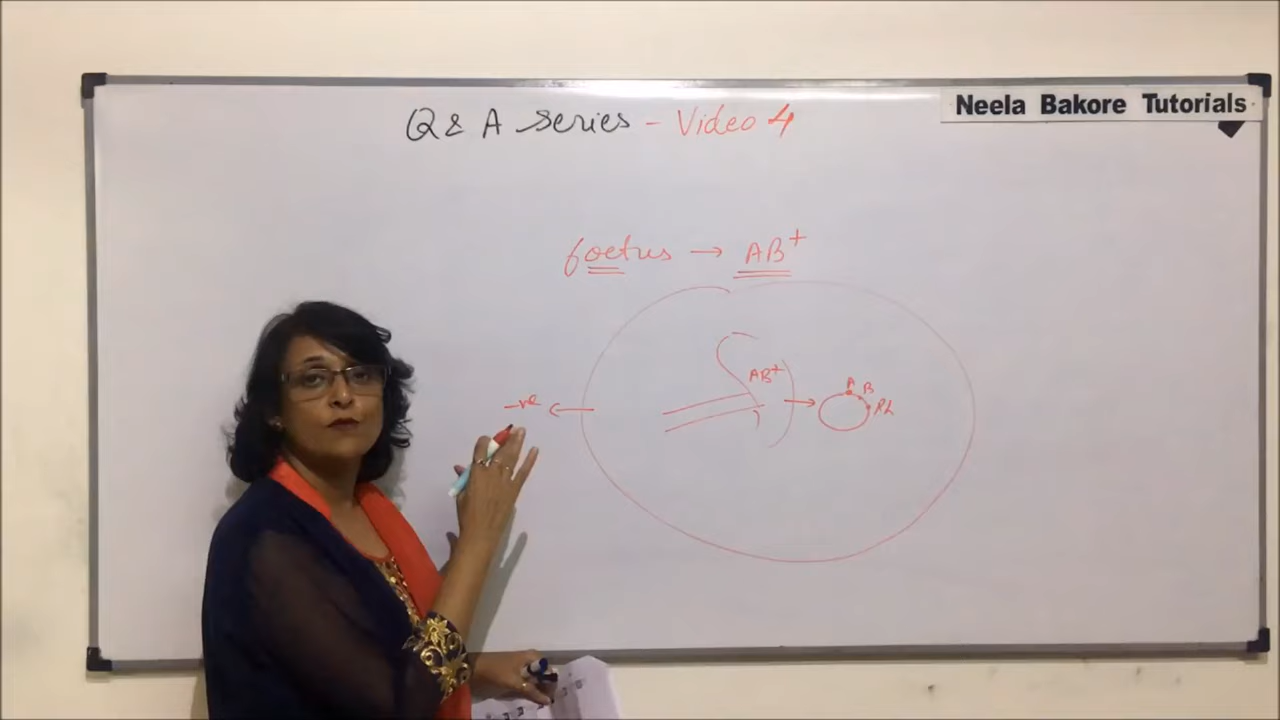 Neela Bakore Tutorials
Q & A Series - Video 4
foetus → AB+
AB+
A B
Rh
-ve